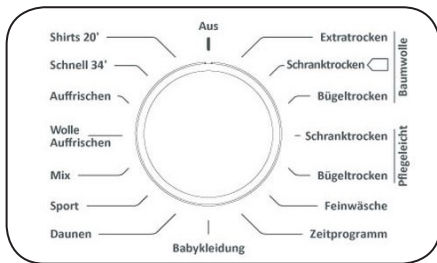 Aus
Shirts 20'
Schnell 34'
Auffrischen
Wolle
Auffrischen
Mix
Sport
Daunen
Babykleidung
Extratrocken
Schranktrocken
Bügeltrocken
Baumwolle
Schranktrocken
Bügeltrocken
Pflegeleicht
Feinwäsche
Zeitprogramm